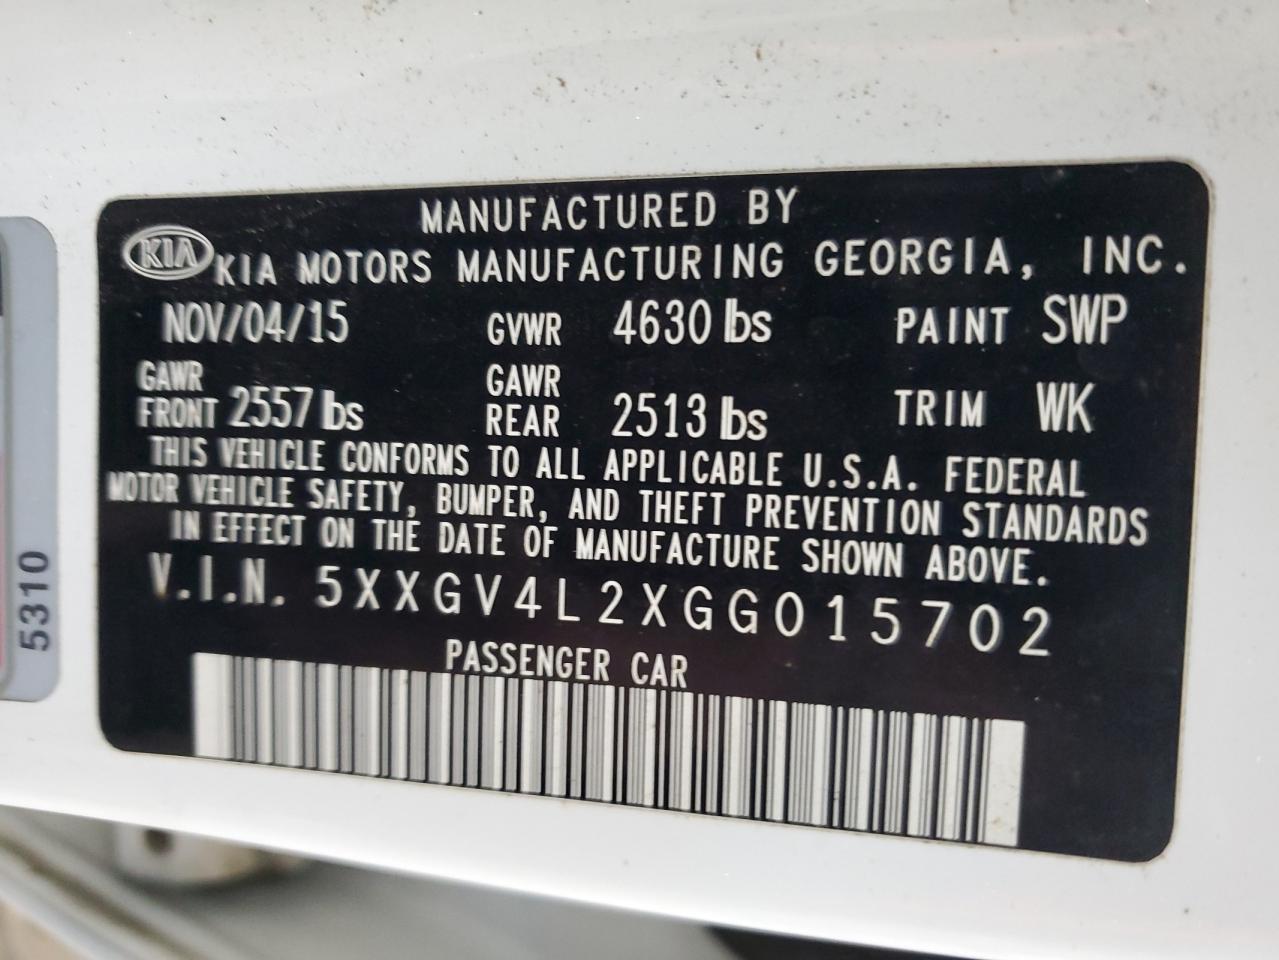 MANUFACTURED BY
KIA KIA MOTORS MANUFACTURING GEORGIA, INC.
NOV/04/15 GVWR 4630 lbs PAINT SWP
GAWR FRONT 2557 lbs GAWR REAR 2513 lbs TRIM WK
THIS VEHICLE CONFORMS TO ALL APPLICABLE U.S.A. FEDERAL
MOTOR VEHICLE SAFETY, BUMPER, AND THEFT PREVENTION STANDARDS
IN EFFECT ON THE DATE OF MANUFACTURE SHOWN ABOVE.
V.I.N. 5XXGV4L2XGG015702
PASSENGER CAR
5310